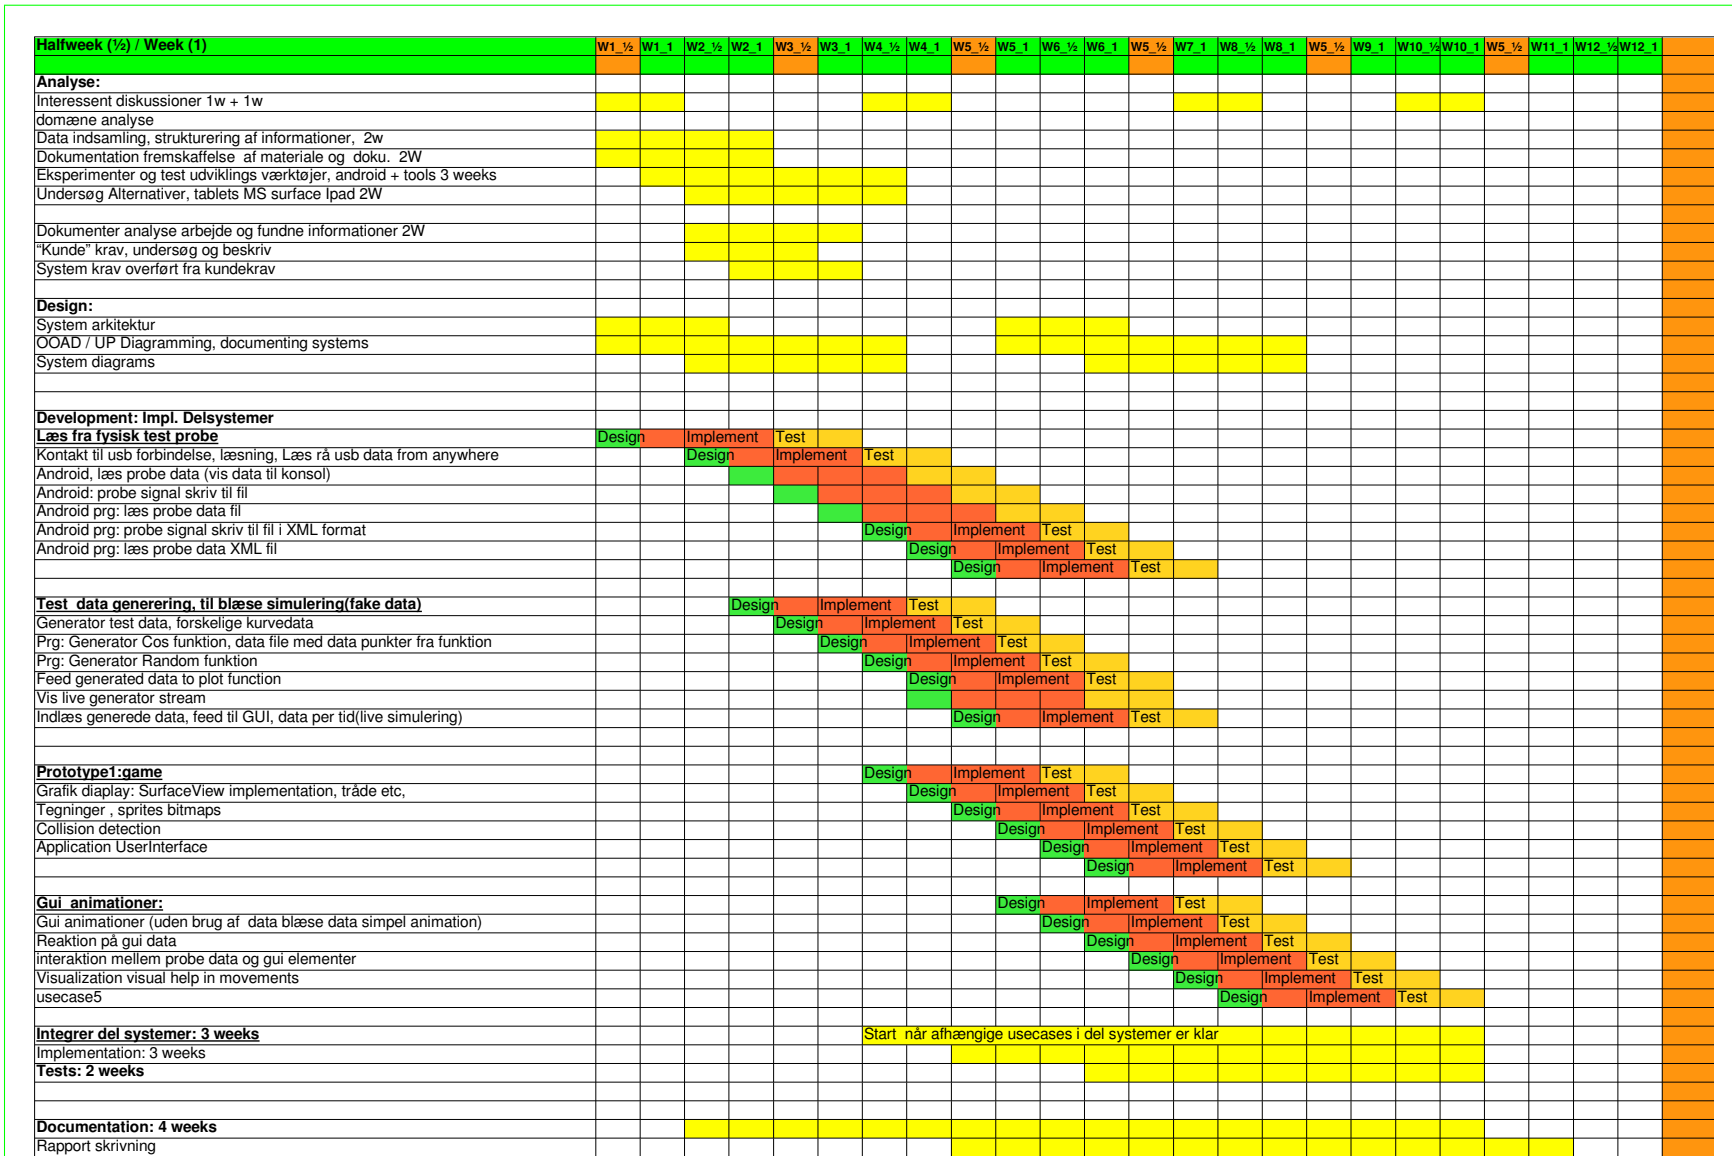 Halfweek (½) / Week (1) W1_½ W1_1 W2_½ W2_1 W3_½ W3_1 W4_½ W4_1 W5_½ W5_1 W6_½ W6_1 W5_½ W7_1 W8_½ W8_1 W5_½ W9_1 W10_½ W10_1 W5_½ W11_1 W12_½ W12_1
Analyse:
Interessent diskussioner 1w + 1w
domæne analyse
Data indsamling, strukturering af informationer, 2w
Dokumentation fremskaffelse af materiale og doku. 2W
Eksperimenter og test udviklings værktøjer, android + tools 3 weeks
Undersøg Alternativer, tablets MS surface Ipad 2W
Dokumenter analyse arbejde og fundne informationer 2W
“Kunde” krav, undersøg og beskriv
System krav overført fra kundekrav
Design:
System arkitektur
OOAD / UP Diagramming, documenting systems
System diagrams
Development: Impl. Delsystemer
Læs fra fysisk test probe Design Implement Test
Kontakt til usb forbindelse, læsning, Læs rå usb data from anywhere Design Implement Test
Android, læs probe data (vis data til konsol)
Android: probe signal skriv til fil
Android prg: læs probe data fil
Android prg: probe signal skriv til fil i XML format Design Implement Test
Android prg: læs probe data XML fil Design Implement Test
Design Implement Test
Test data generering, til blæse simulering(fake data) Design Implement Test
Generator test data, forskelige kurvedata Design Implement Test
Prg: Generator Cos funktion, data file med data punkter fra funktion Design Implement Test
Prg: Generator Random funktion Design Implement Test
Feed generated data to plot function Design Implement Test
Vis live generator stream
Indlæs generede data, feed til GUI, data per tid(live simulering) Design Implement Test
Prototype1:game Design Implement Test
Grafik diaplay: SurfaceView implementation, tråde etc, Design Implement Test
Tegninger , sprites bitmaps Design Implement Test
Collision detection Design Implement Test
Application UserInterface Design Implement Test
Design Implement Test
Gui animationer: Design Implement Test
Gui animationer (uden brug af data blæse data simpel animation) Design Implement Test
Reaktion på gui data Design Implement Test
interaktion mellem probe data og gui elementer Design Implement Test
Visualization visual help in movements Design Implement Test
usecase5 Design Implement Test
Integrer del systemer: 3 weeks Start når afhængige usecases i del systemer er klar
Implementation: 3 weeks
Tests: 2 weeks
Documentation: 4 weeks
Rapport skrivning